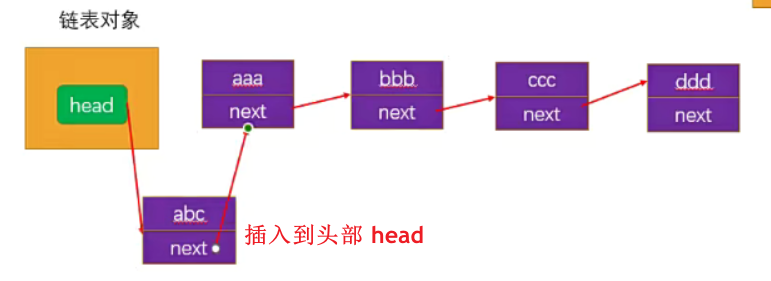 链表对象
head
aaa
next
bbb
next
ccc
next
ddd
next
abc
next
插入到头部 head